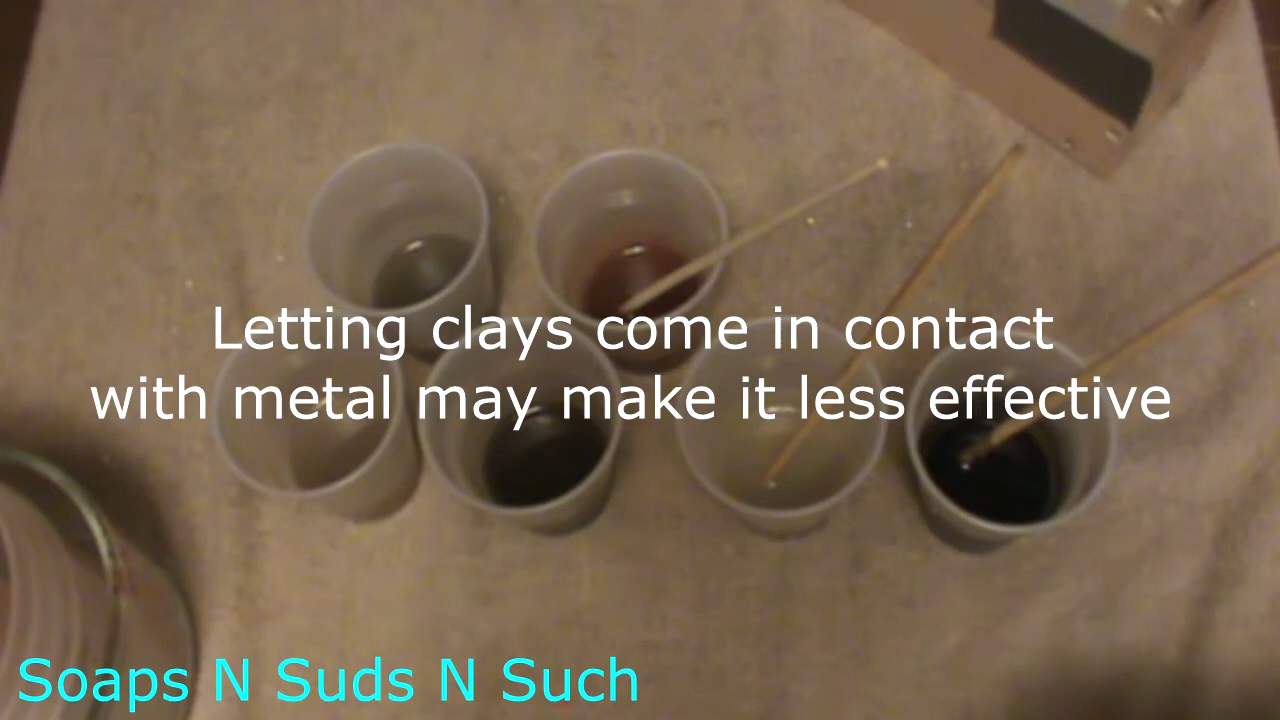 Letting clays come in contact
with metal may make it less effective
Soaps N Suds N Such